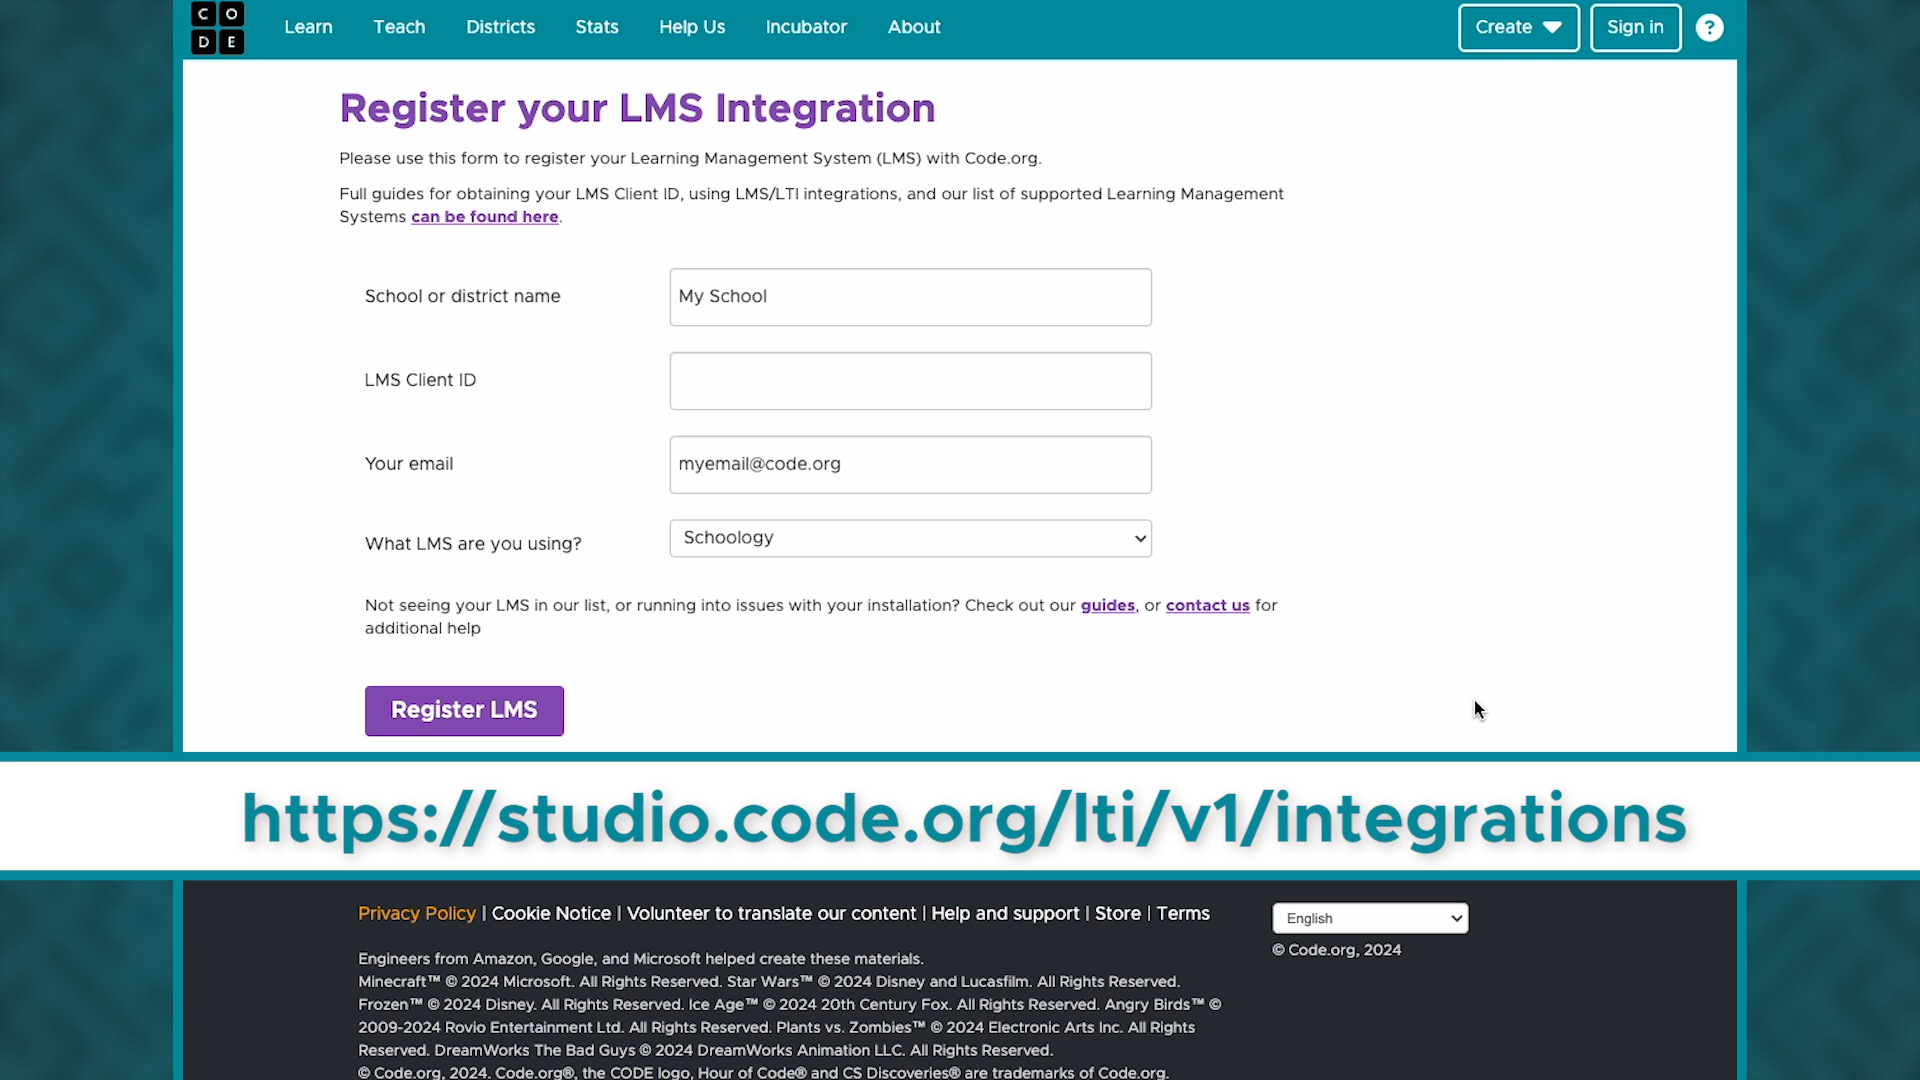 CODE
Learn Teach Districts Stats Help Us Incubator About Create Sign in ?
Register your LMS Integration
Please use this form to register your Learning Management System (LMS) with Code.org.
Full guides for obtaining your LMS Client ID, using LMS/LTI integrations, and our list of supported Learning Management
Systems can be found here.
School or district name My School
LMS Client ID
Your email myemail@code.org
What LMS are you using? Schoology
Not seeing your LMS in our list, or running into issues with your installation? Check out our guides, or contact us for
additional help
Register LMS
https://studio.code.org/lti/v1/integrations
Privacy Policy | Cookie Notice | Volunteer to translate our content | Help and support | Store | Terms
English
© Code.org, 2024
Engineers from Amazon, Google, and Microsoft helped create these materials.
Minecraft™ © 2024 Microsoft. All Rights Reserved. Star Wars™ © 2024 Disney and Lucasfilm. All Rights Reserved.
Frozen™ © 2024 Disney. All Rights Reserved. Ice Age™ © 2024 20th Century Fox. All Rights Reserved. Angry Birds™ ©
2009-2024 Rovio Entertainment Ltd. All Rights Reserved. Plants vs. Zombies™ © 2024 Electronic Arts Inc. All Rights
Reserved. DreamWorks The Bad Guys © 2024 DreamWorks Animation LLC. All Rights Reserved.
© Code.org, 2024. Code.org®, the CODE logo, Hour of Code® and CS Discoveries® are trademarks of Code.org.